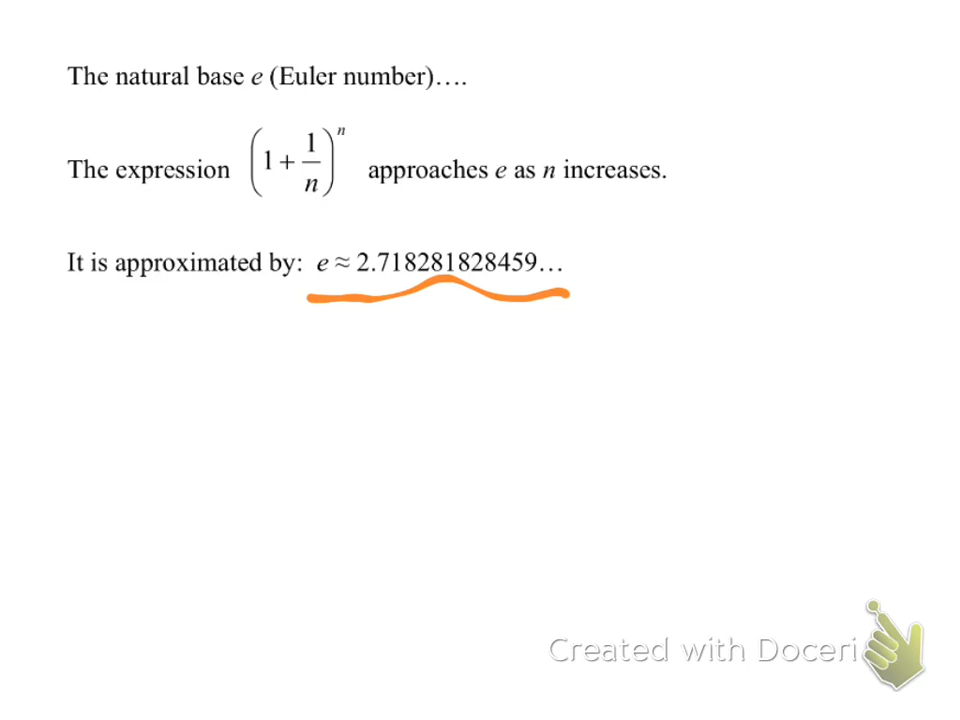 The natural base e (Euler number)….
The expression (1 + 1/n)^n approaches e as n increases.
It is approximated by: e ≈ 2.718281828459…
Created with Doceri